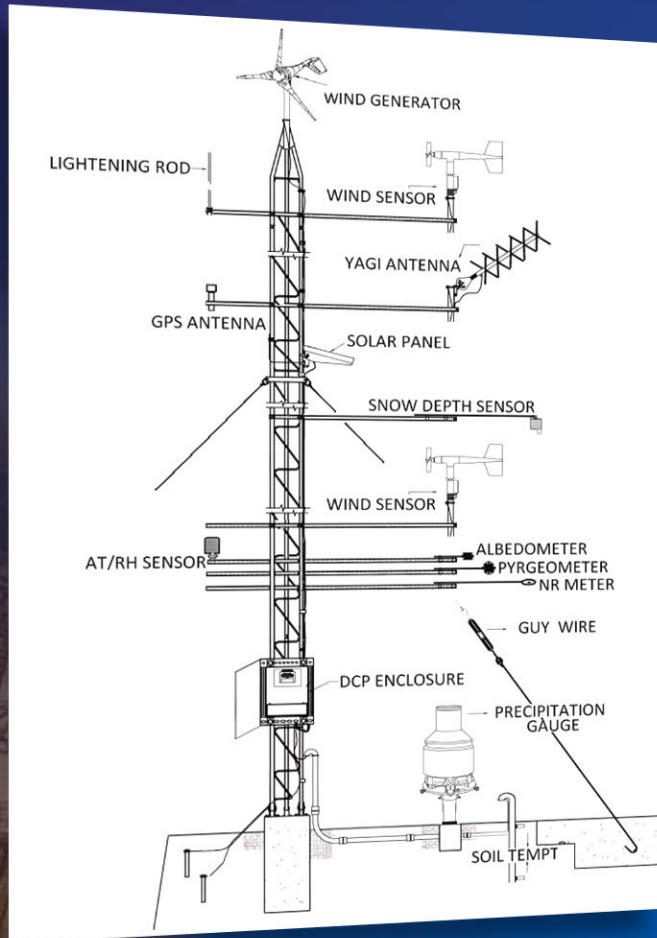 WIND GENERATOR
LIGHTENING ROD
WIND SENSOR
YAGI ANTENNA
GPS ANTENNA
SOLAR PANEL
SNOW DEPTH SENSOR
WIND SENSOR
AT/RH SENSOR
ALBEDOMETER
PYRGEOMETER
NR METER
GUY WIRE
DCP ENCLOSURE
PRECIPITATION
GAUGE
SOIL TEMPT